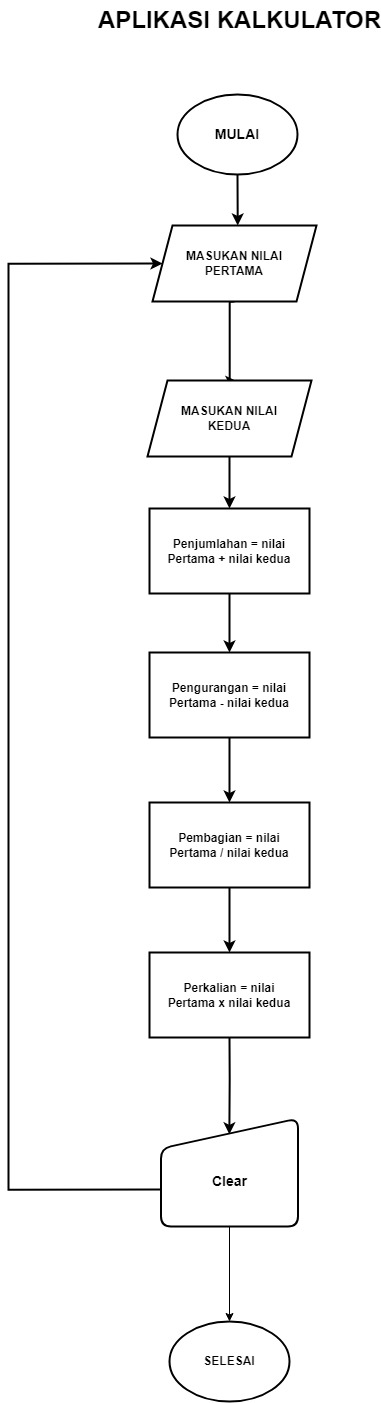 APLIKASI KALKULATOR
MULAI
MASUKAN NILAI
PERTAMA
MASUKAN NILAI
KEDUA
Penjumlahan = nilai
Pertama + nilai kedua
Pengurangan = nilai
Pertama - nilai kedua
Pembagian = nilai
Pertama / nilai kedua
Perkalian = nilai
Pertama x nilai kedua
Clear
SELESAI